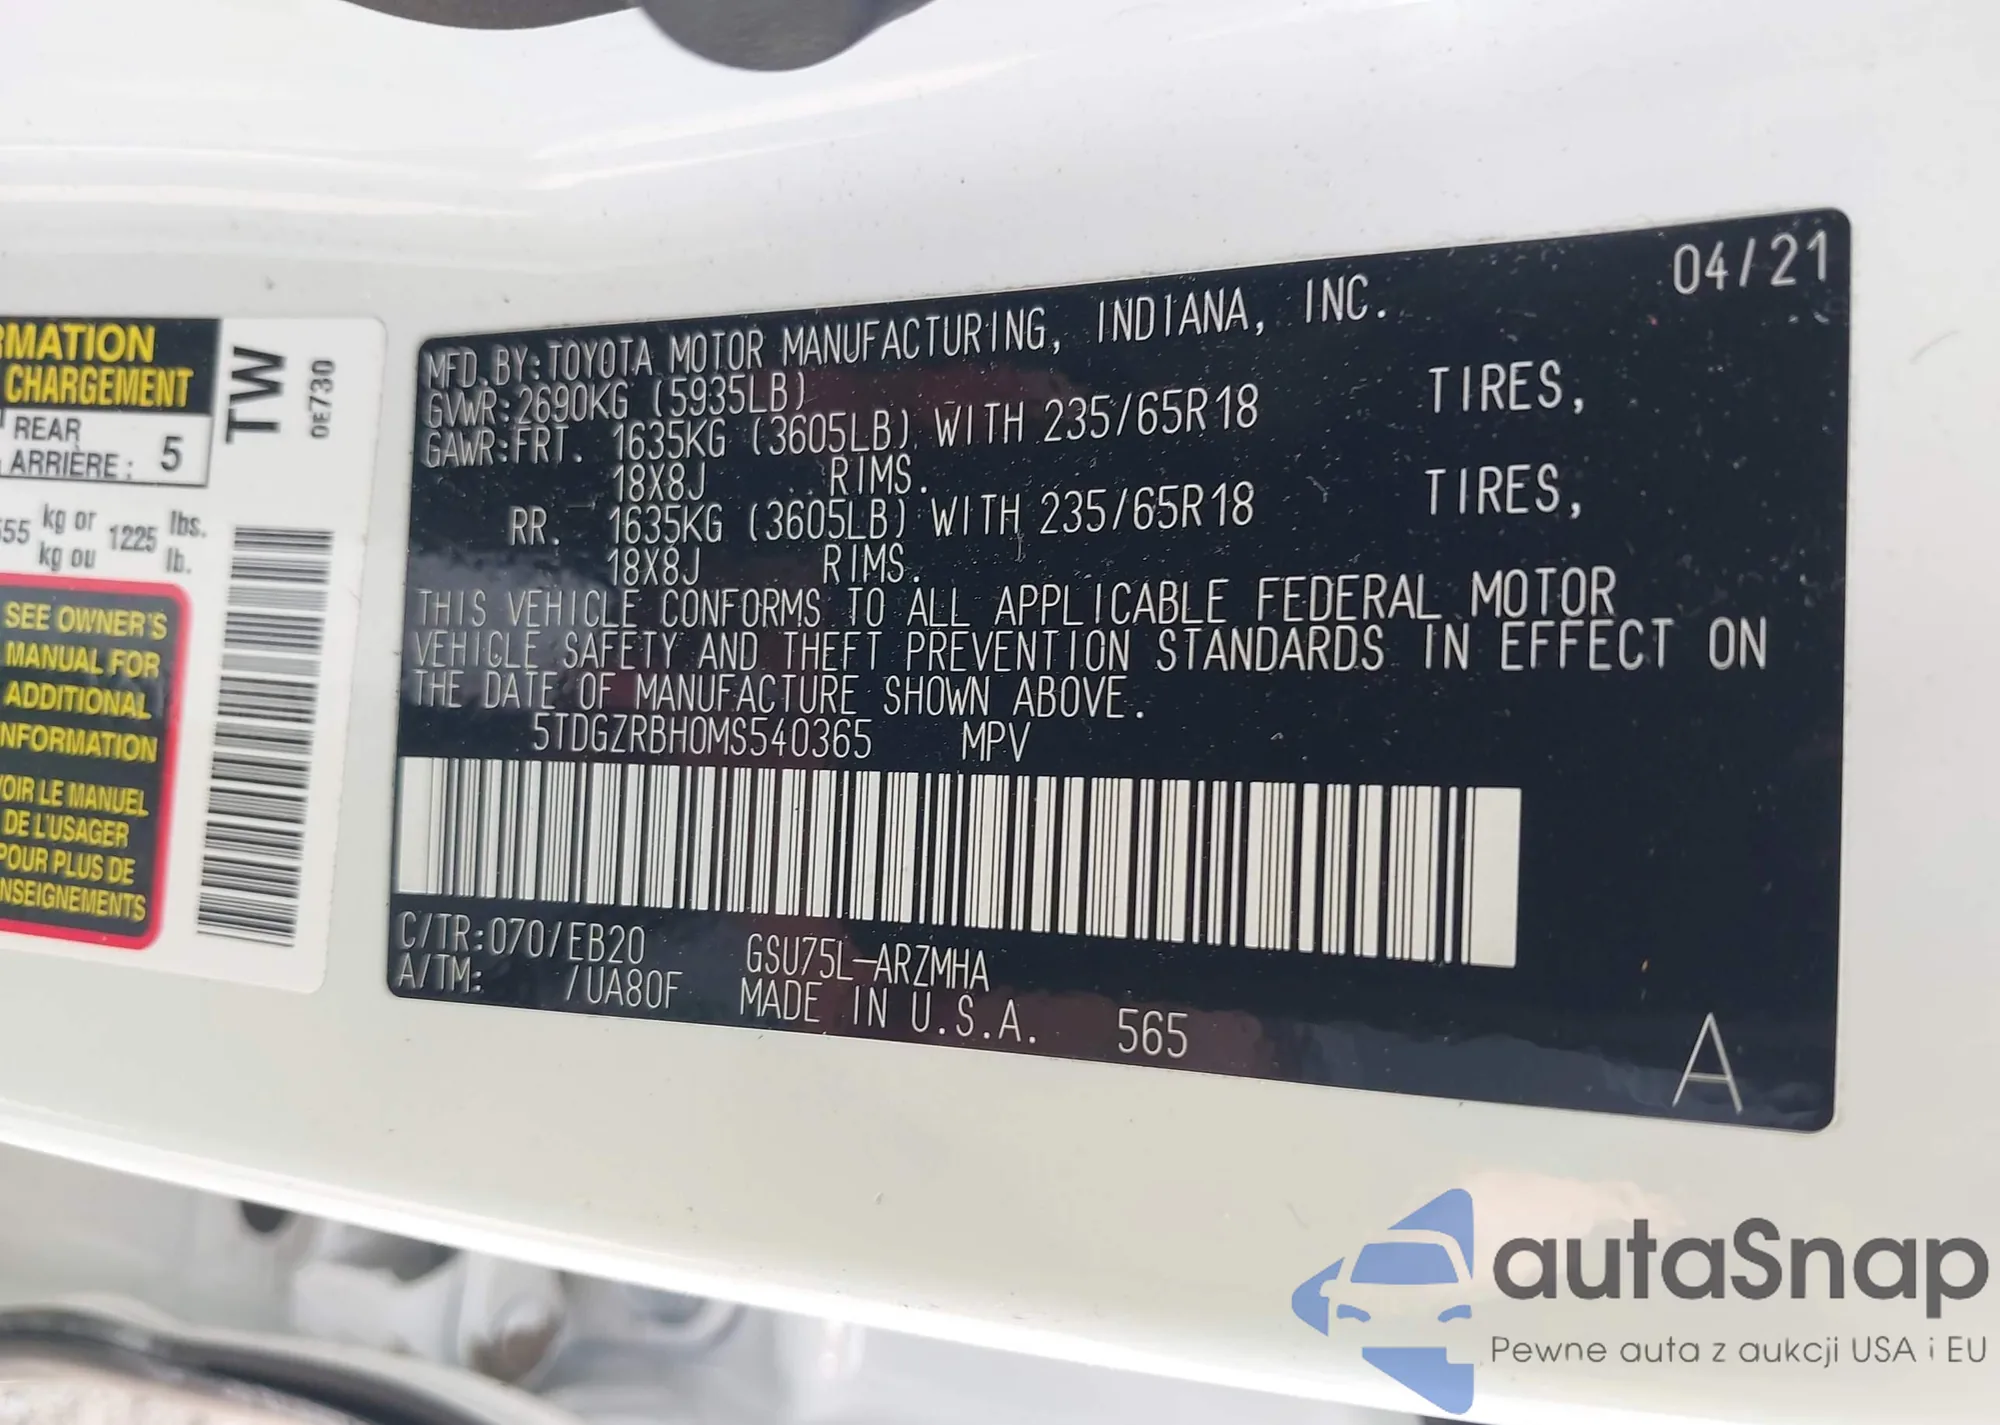 RMATION
CHARGEMENT
REAR
ARRIÈRE : 5
kg or 1225 lbs.
kg ou lb.
SEE OWNER'S
MANUAL FOR
ADDITIONAL
NFORMATION
OIR LE MANUEL
DE L'USAGER
POUR PLUS DE
NSEIGNEMENTS
TW
0E730
04/21
MFD. BY: TOYOTA MOTOR MANUFACTURING, INDIANA, INC.
GVWR: 2690KG (5935LB)
GAWR: FRT. 1635KG (3605LB) WITH 235/65R18 TIRES,
18X8J RIMS.
RR. 1635KG (3605LB) WITH 235/65R18 TIRES,
18X8J RIMS.
THIS VEHICLE CONFORMS TO ALL APPLICABLE FEDERAL MOTOR
VEHICLE SAFETY AND THEFT PREVENTION STANDARDS IN EFFECT ON
THE DATE OF MANUFACTURE SHOWN ABOVE.
5TDGZRBH0MS540365 MPV
C/TR: 070/EB20 GSU75L-ARZMHA
A/TM: /UA80F MADE IN U.S.A. 565
A
autaSnap
Pewne auta z aukcji USA i EU